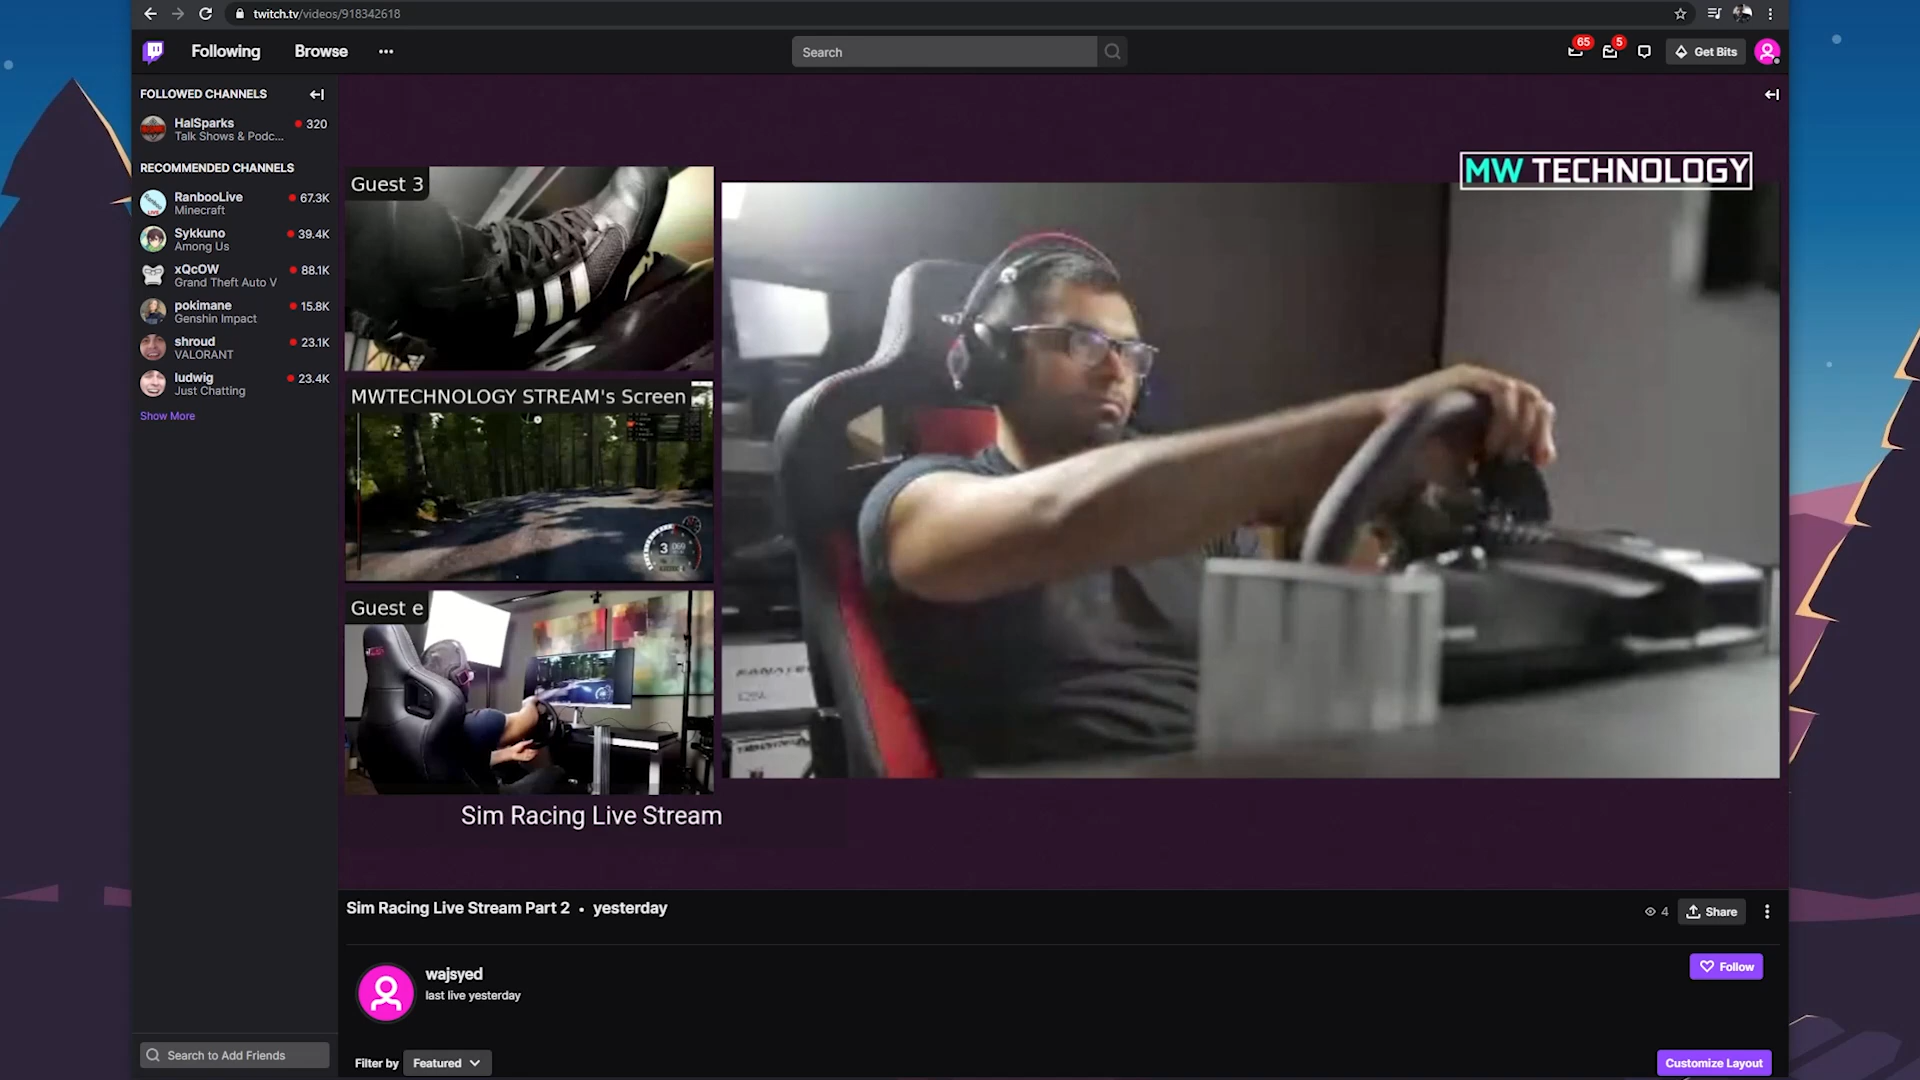 twitch.tv/videos/918342618
Following
Browse
Search
65
5
Get Bits
FOLLOWED CHANNELS
HalSparks
320
Talk Shows & Podc...
RECOMMENDED CHANNELS
RanbooLive
67.3K
Minecraft
Sykkuno
39.4K
Among Us
xQcOW
88.1K
Grand Theft Auto V
pokimane
15.8K
Genshin Impact
shroud
23.1K
VALORANT
ludwig
23.4K
Just Chatting
Show More
Guest 3
MWTECHNOLOGY STREAM's Screen
3
Guest e
MW TECHNOLOGY
Sim Racing Live Stream
Sim Racing Live Stream Part 2 • yesterday
4
Share
wajsyed
last live yesterday
Follow
Search to Add Friends
Filter by
Featured
Customize Layout